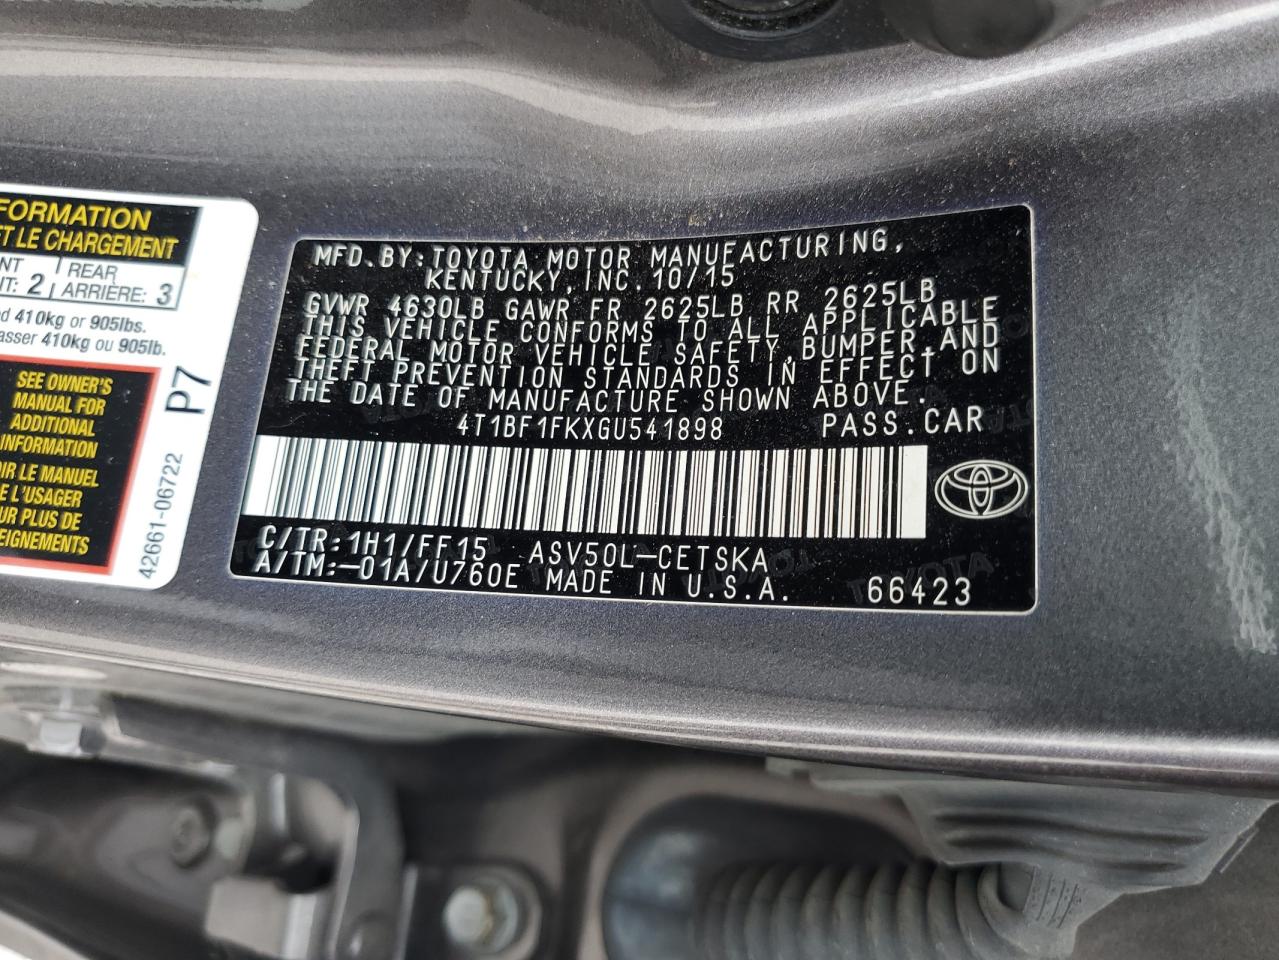 FORMATION
ET LE CHARGEMENT
NT
T: 2
REAR
ARRIÈRE: 3
410kg or 905lbs.
asser 410kg ou 905lb.
SEE OWNER'S
MANUAL FOR
ADDITIONAL
INFORMATION
IR LE MANUEL
E L'USAGER
UR PLUS DE
EIGNEMENTS
P7
42661-06722
MFD.BY:TOYOTA MOTOR MANUFACTURING,
KENTUCKY,INC.10/15
GVWR 4630LB GAWR FR 2625LB RR 2625LB
THIS VEHICLE CONFORMS TO ALL APPLICABLE
FEDERAL MOTOR VEHICLE SAFETY,BUMPER,AND
THEFT PREVENTION STANDARDS IN EFFECT ON
THE DATE OF MANUFACTURE SHOWN ABOVE.
4T1BF1FKXGU541898 PASS.CAR
C/TR:1H1/FF15 ASV50L-CETSKA
A/TM:-01A/U760E MADE IN U.S.A. 66423